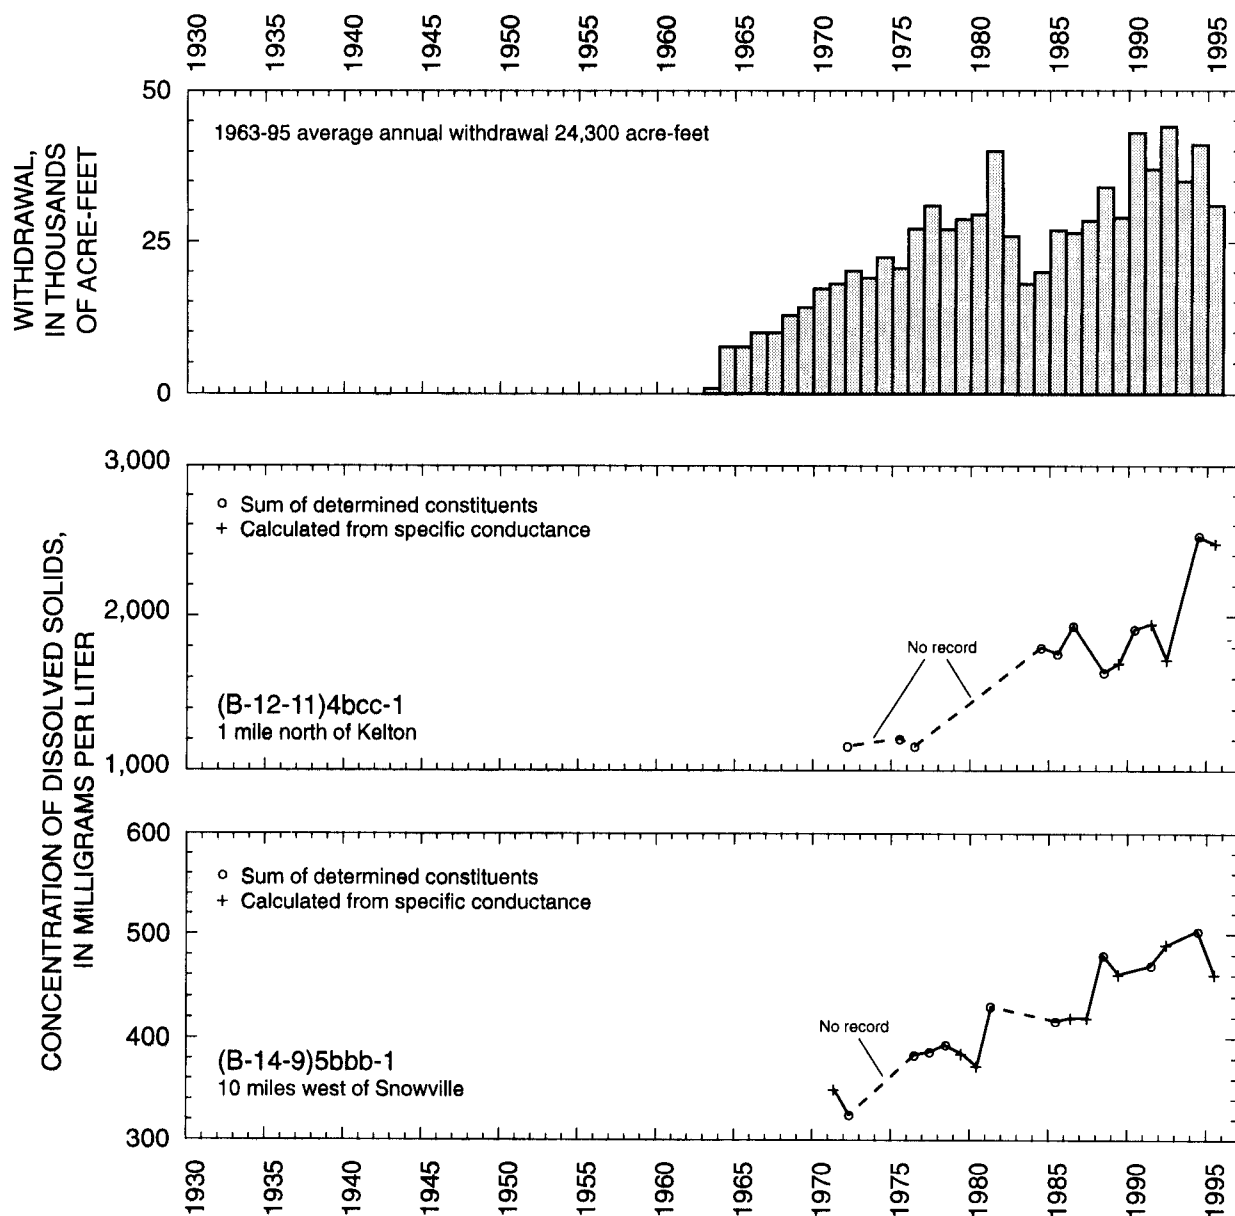 1930 1935 1940 1945 1950 1955 1960 1965 1970 1975 1980 1985 1990 1995
WITHDRAWAL,
IN THOUSANDS
OF ACRE-FEET
50
25
0
1963-95 average annual withdrawal 24,300 acre-feet
CONCENTRATION OF DISSOLVED SOLIDS,
IN MILLIGRAMS PER LITER
3,000
2,000
1,000
Sum of determined constituents
Calculated from specific conductance
No record
(B-12-11)4bcc-1
1 mile north of Kelton
600
500
400
300
Sum of determined constituents
Calculated from specific conductance
No record
(B-14-9)5bbb-1
10 miles west of Snowville
1930 1935 1940 1945 1950 1955 1960 1965 1970 1975 1980 1985 1990 1995